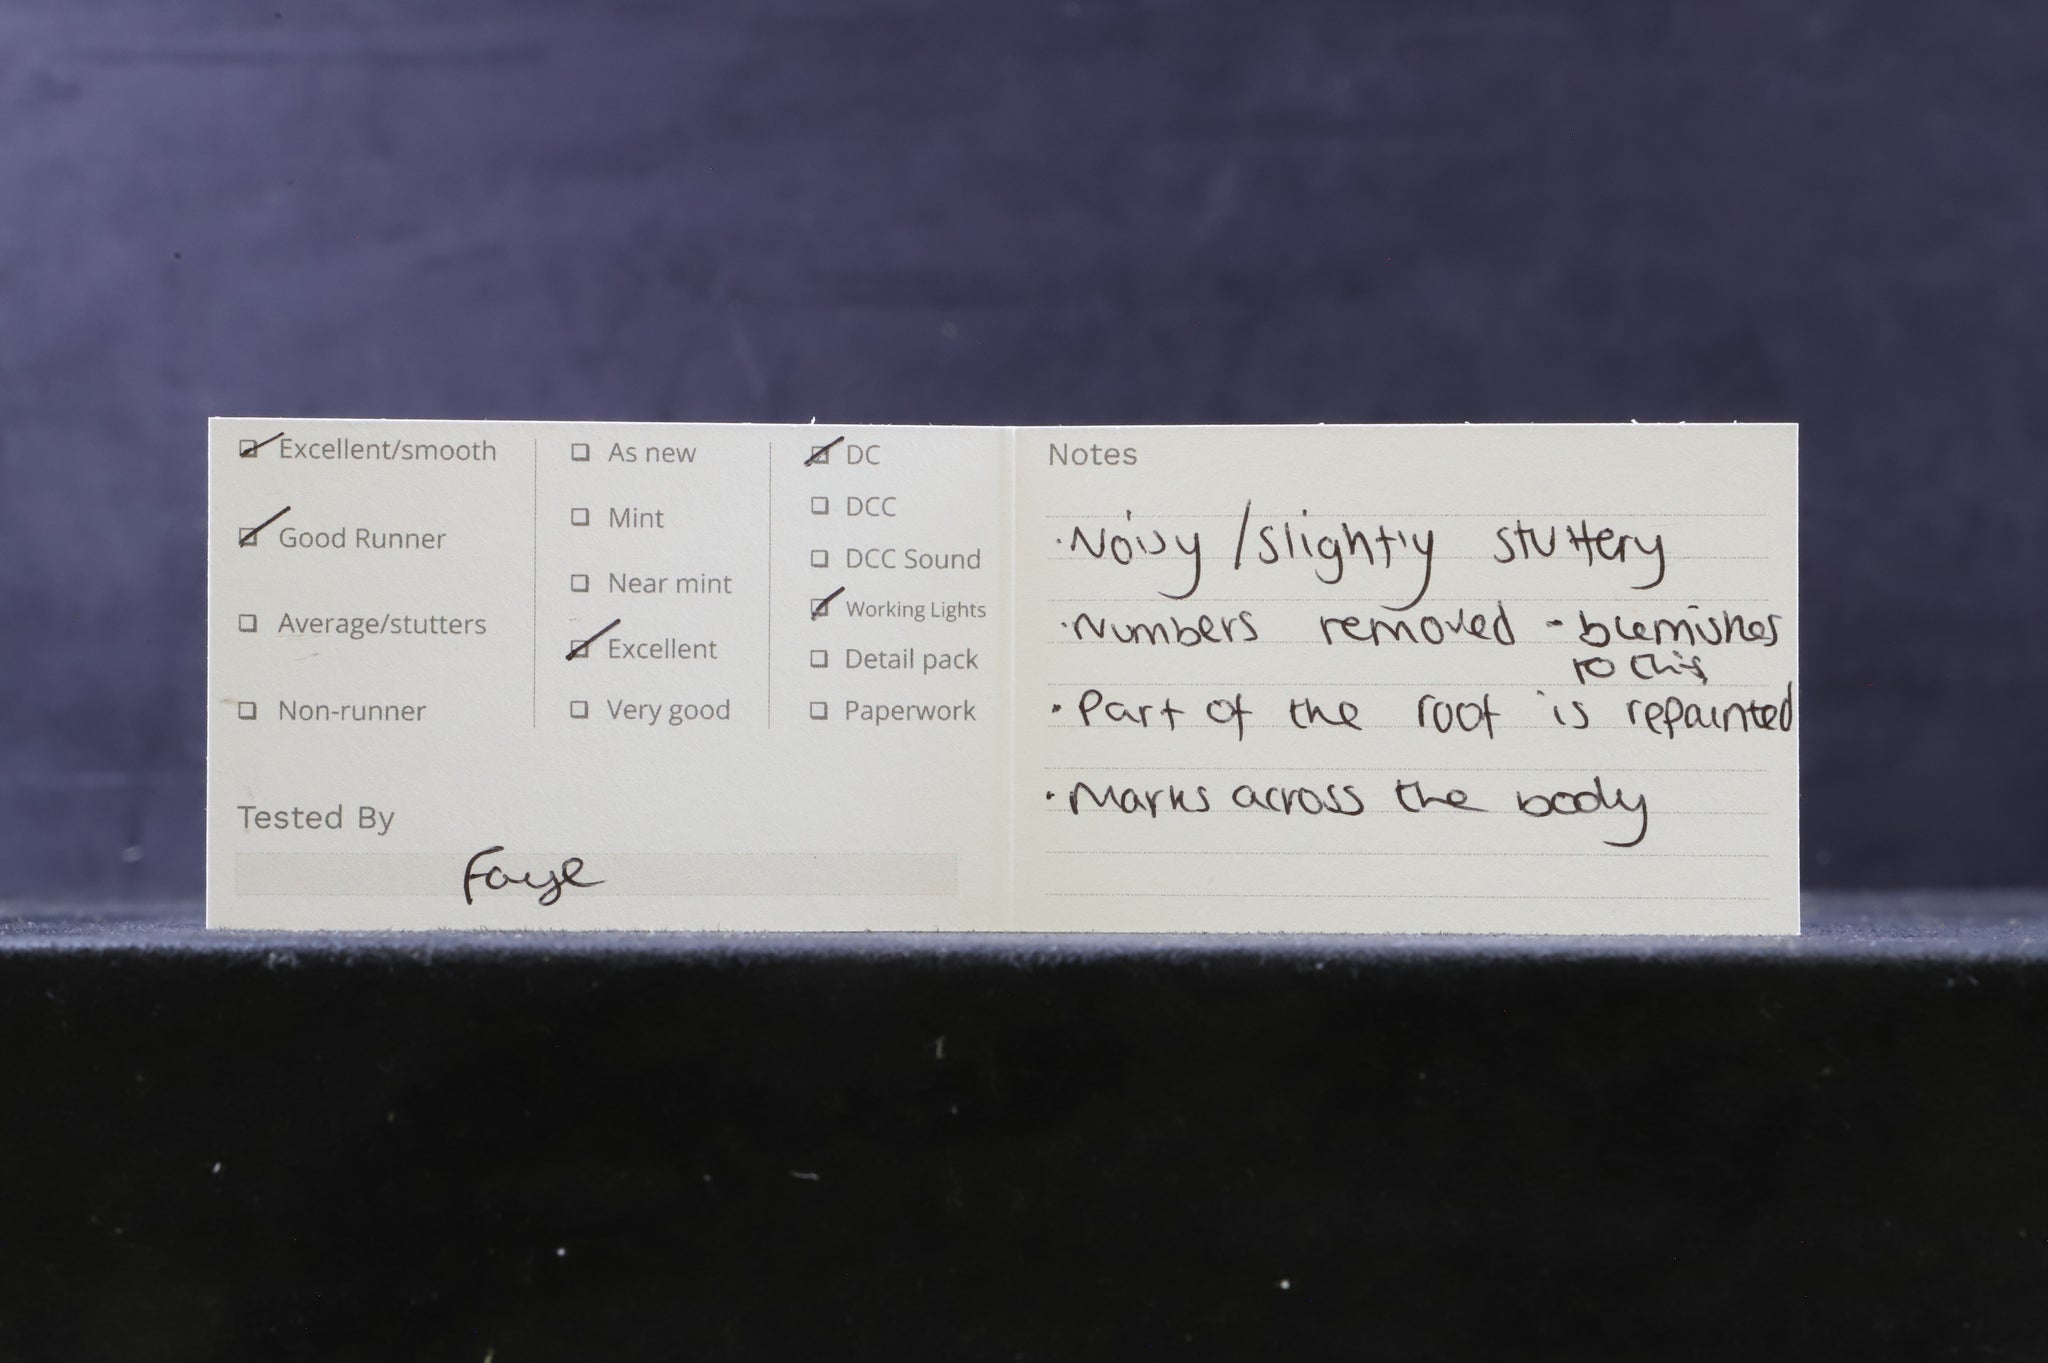 ☑ Excellent/smooth
☑ Good Runner
☐ Average/stutters
☐ Non-runner
☐ As new
☐ Mint
☐ Near mint
☑ Excellent
☐ Very good
☑ DC
☐ DCC
☐ DCC Sound
☑ Working Lights
☐ Detail pack
☐ Paperwork
Tested By
Faye
Notes
· Noisy / slightly stuttery
· Numbers removed - blemishes
to this
· Part of the roof is repainted
· Marks across the body